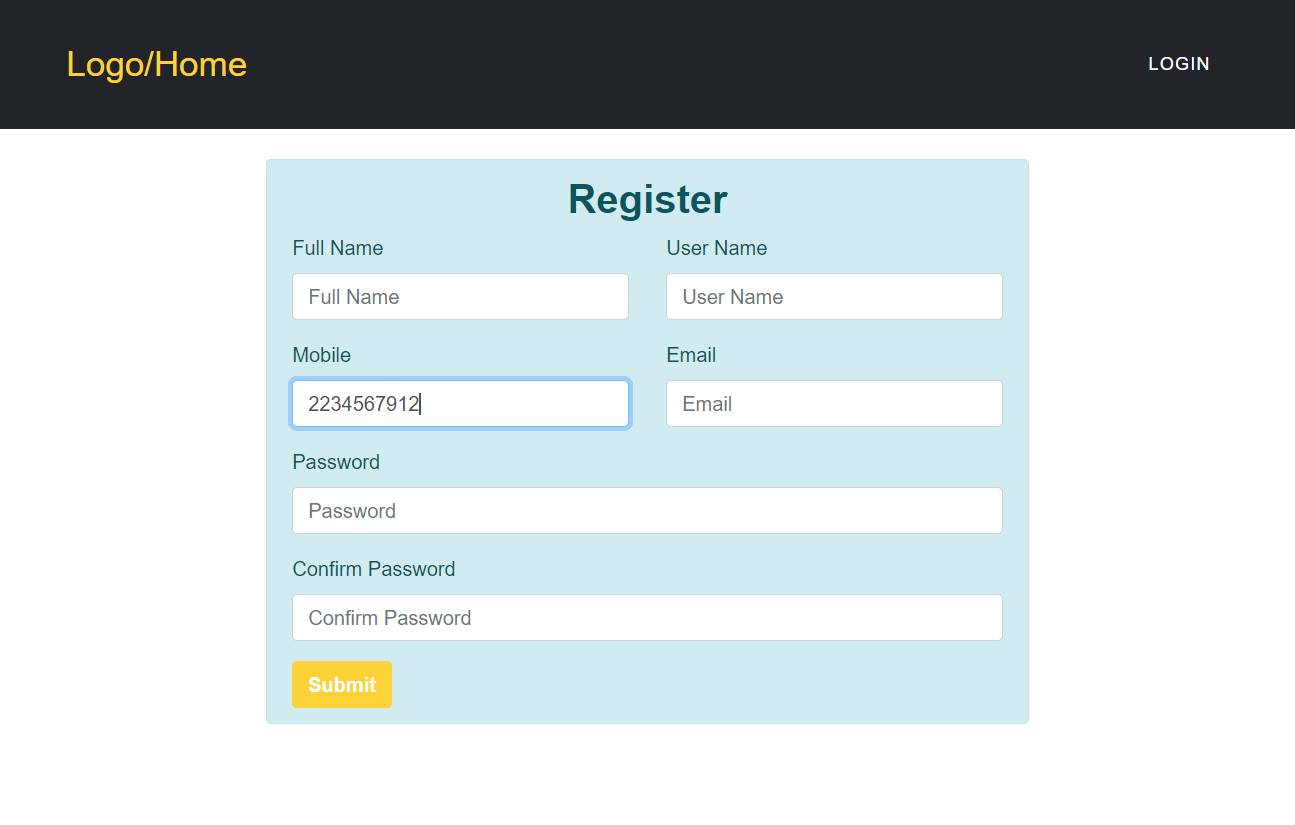 Logo/Home
LOGIN
Register
Full Name
User Name
Full Name
User Name
Mobile
Email
2234567912
Email
Password
Password
Confirm Password
Confirm Password
Submit